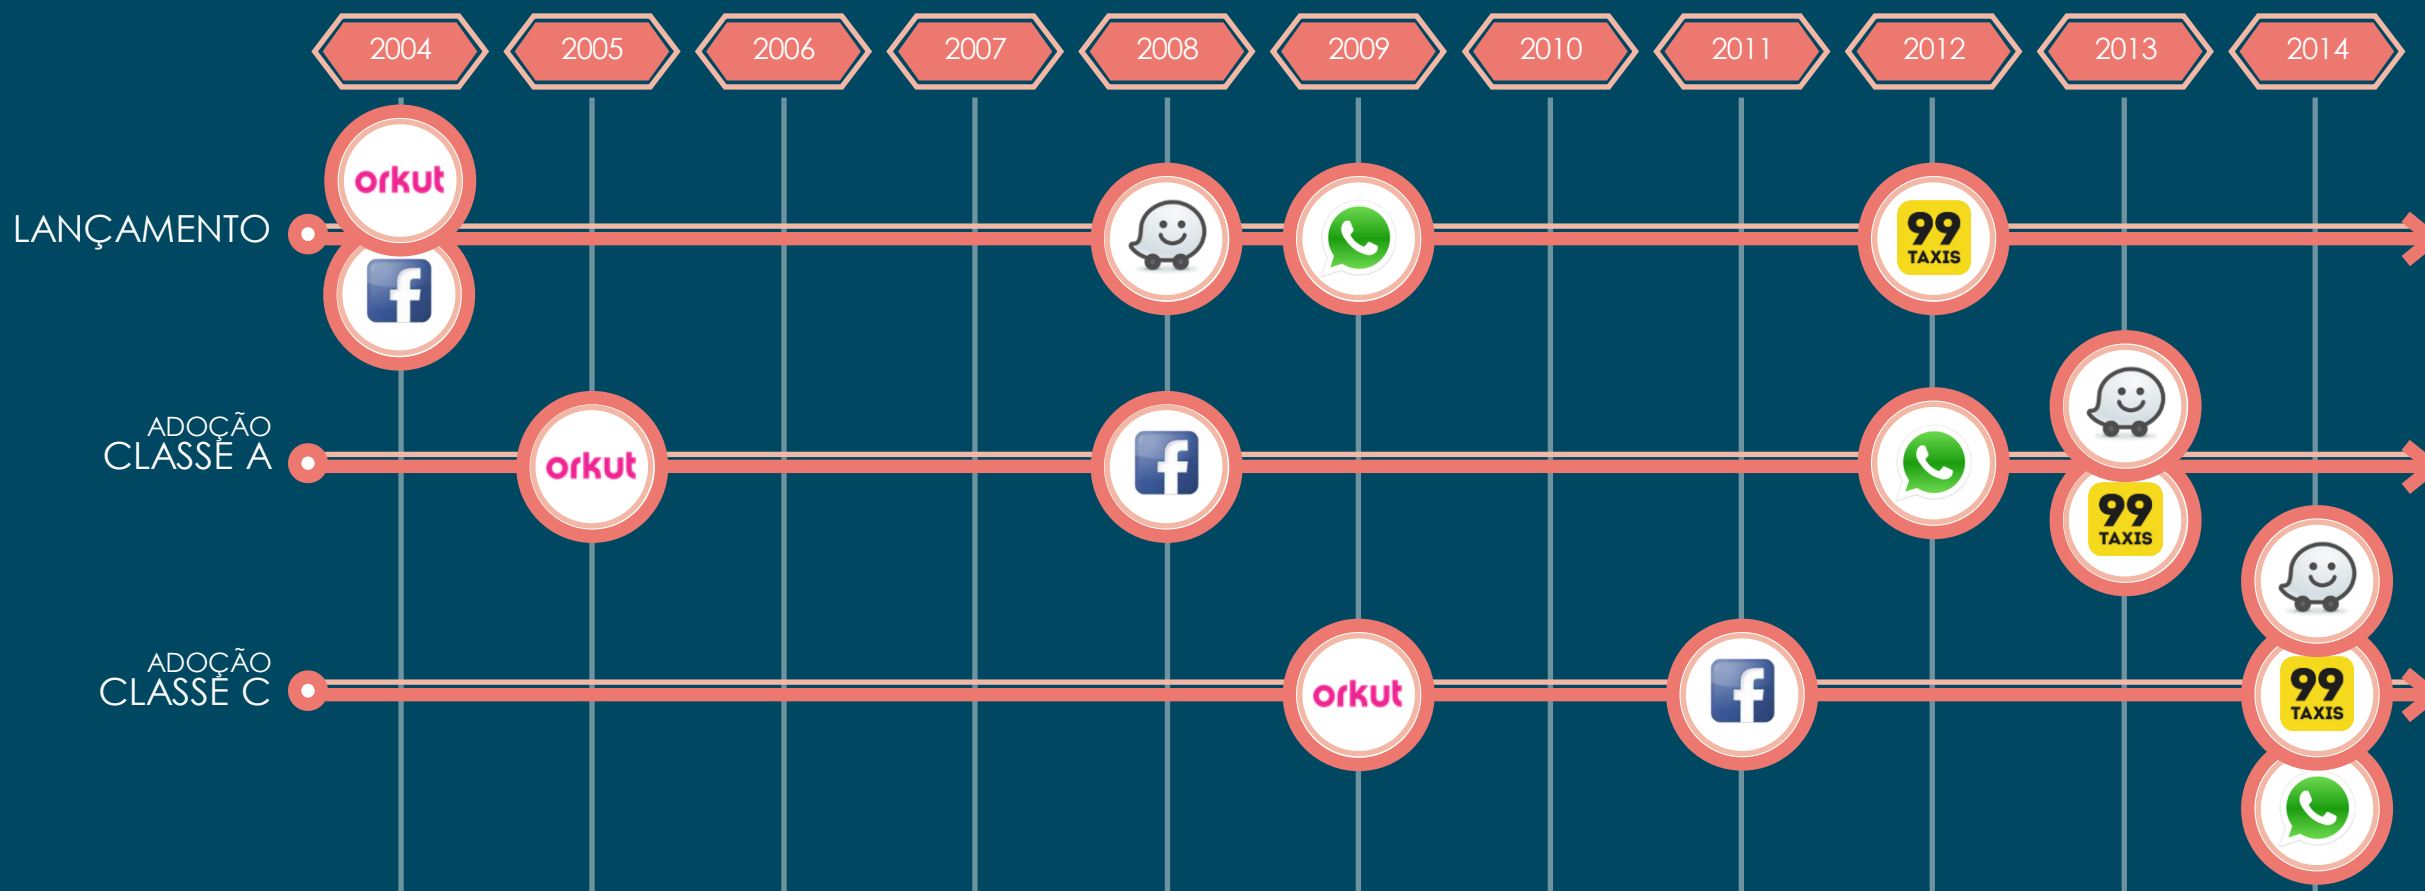 2004 2005 2006 2007 2008 2009 2010 2011 2012 2013 2014
orkut
LANÇAMENTO
99
TAXIS
ADOÇÃO
CLASSE A
orkut
99
TAXIS
ADOÇÃO
CLASSE C
orkut
99
TAXIS